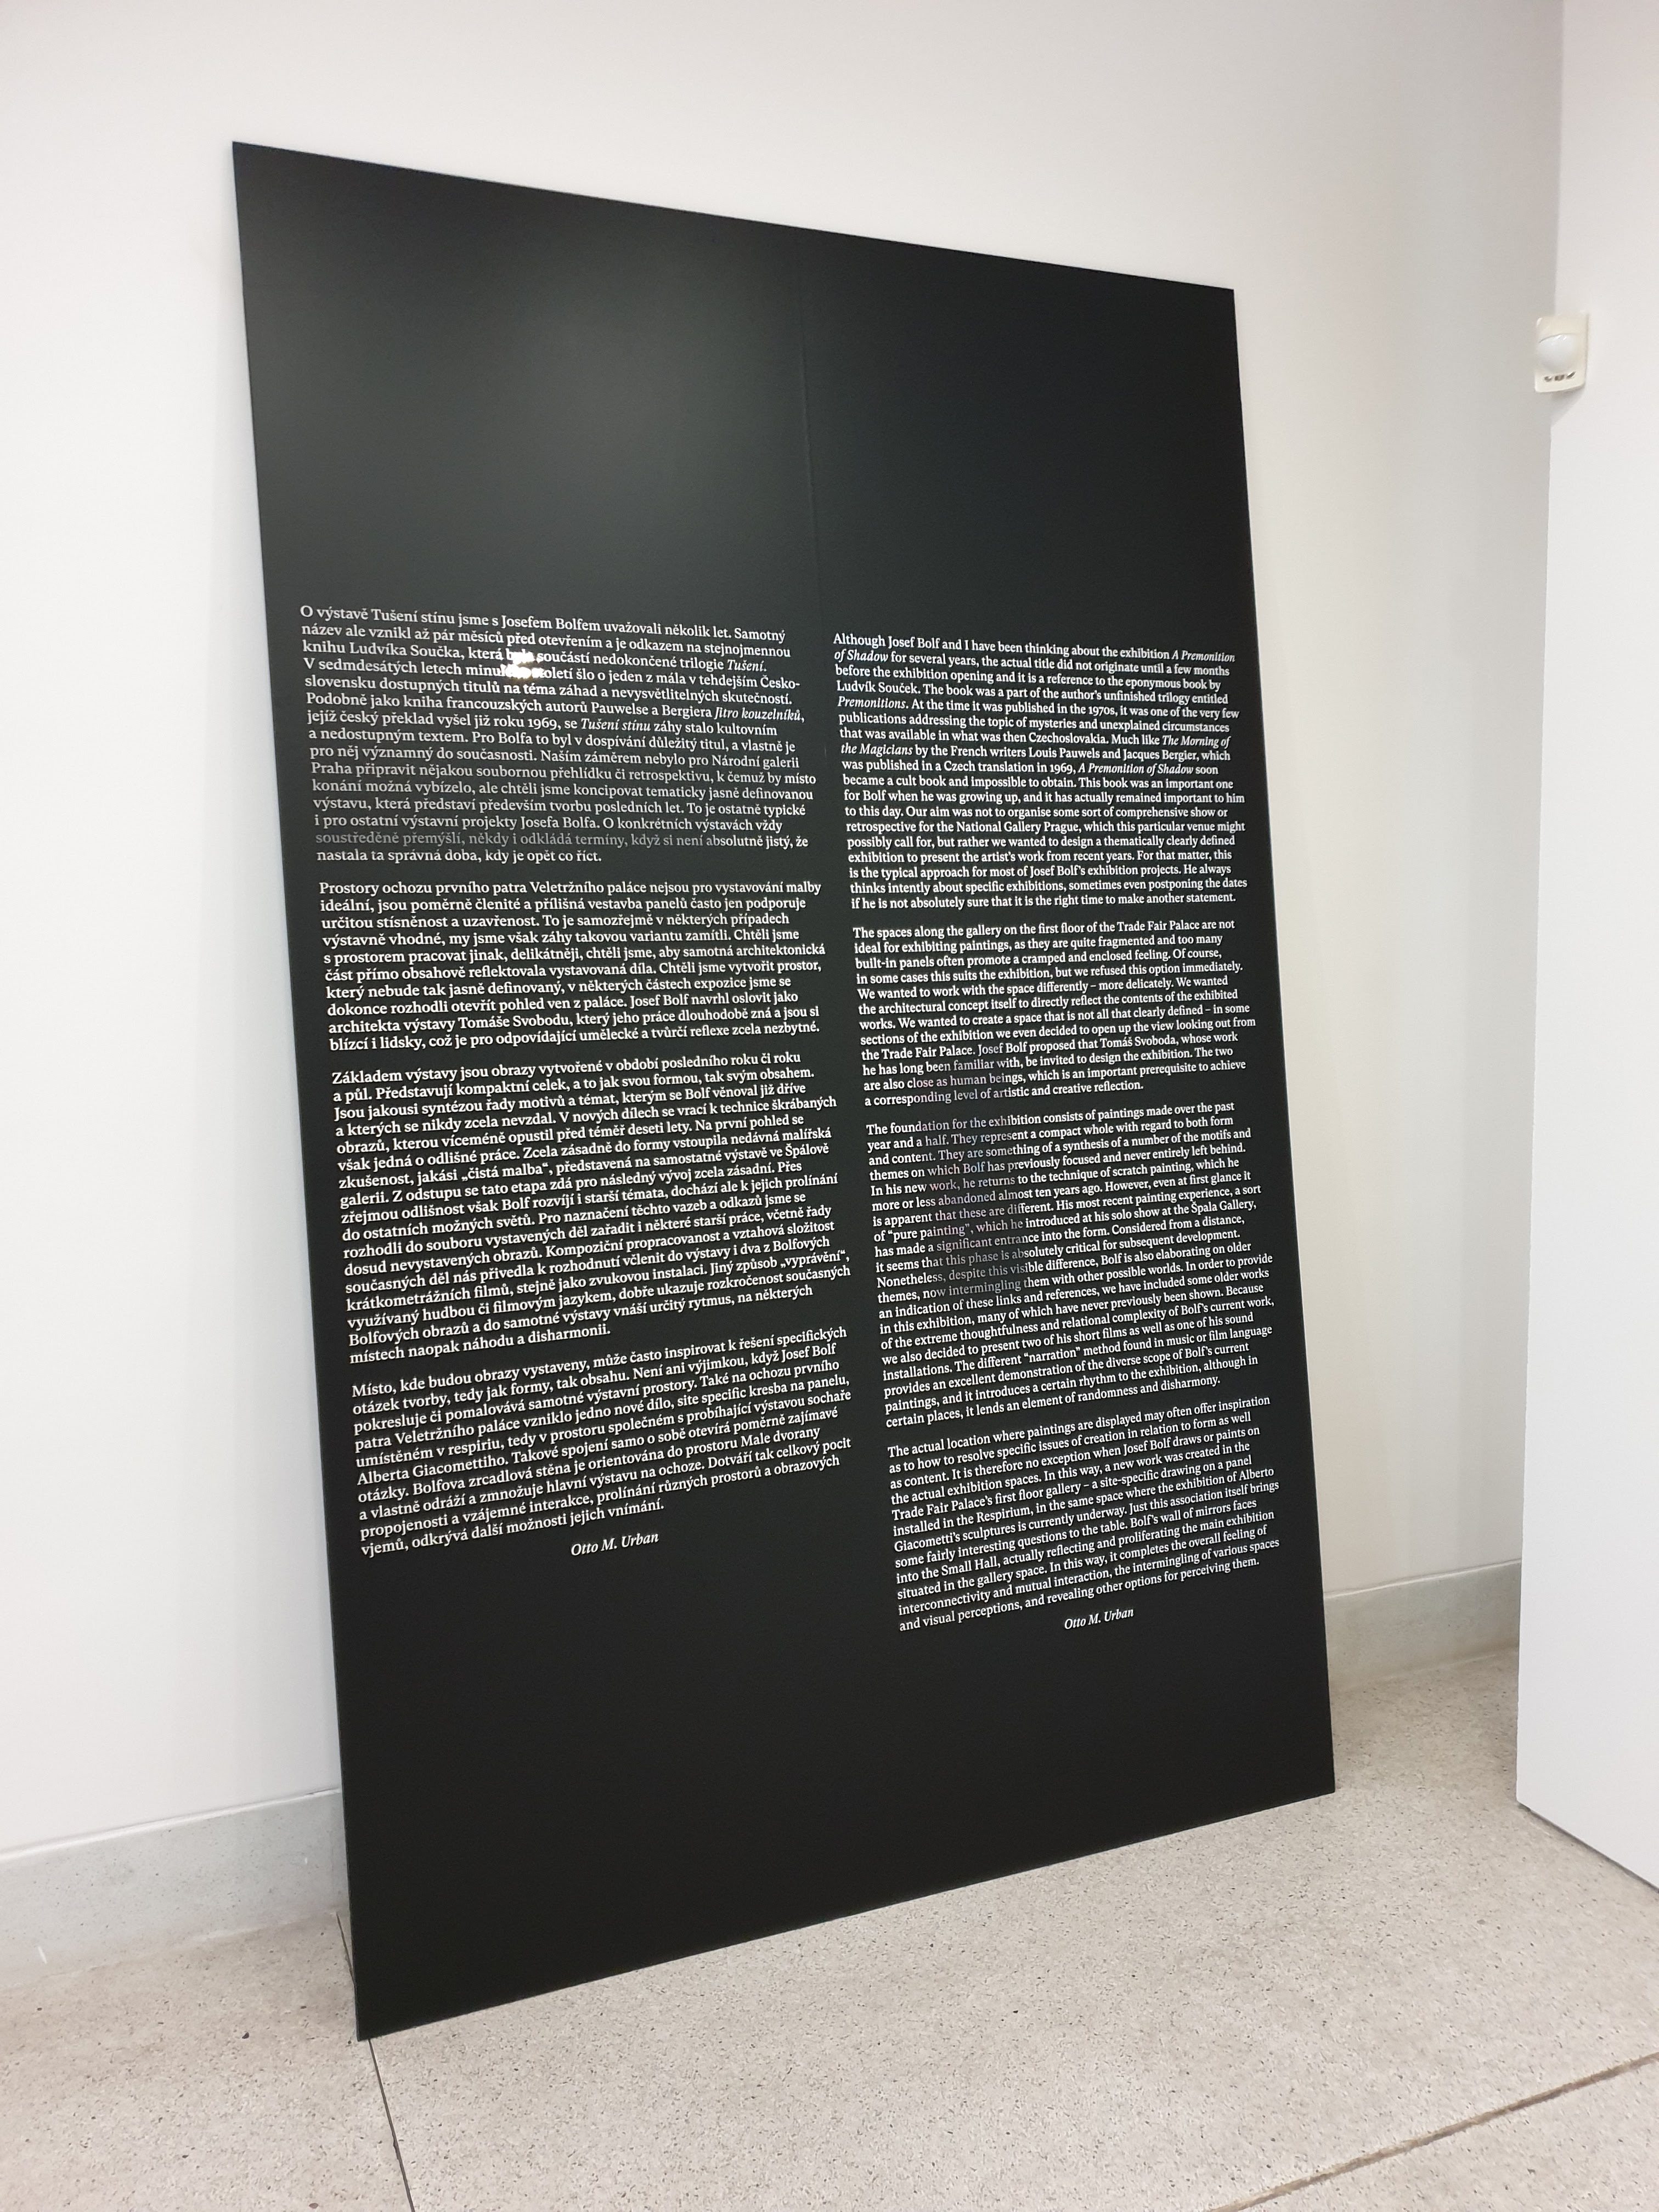 O výstavě Tušení stínu jsme s Josefem Bolfem uvažovali několik let. Samotný
název ale vznikl až pár měsíců před otevřením a je odkazem na stejnojmennou
knihu Ludvíka Součka, která byla součástí nedokončené trilogie Tušení.
V sedmdesátých letech minulého století šlo o jeden z mála v tehdejším Česko-
slovensku dostupných titulů na téma záhad a nevysvětlitelných skutečností.
Podobně jako kniha francouzských autorů Pauwelse a Bergiera Jitro kouzelníků,
jejíž český překlad vyšel již roku 1969, se Tušení stínu záhy stalo kultovním
a nedostupným textem. Pro Bolfa to byl v dospívání důležitý titul, a vlastně je
pro něj významný do současnosti. Naším záměrem nebylo pro Národní galerii
Praha připravit nějakou soubornou přehlídku či retrospektivu, k čemuž by místo
konání možná vybízelo, ale chtěli jsme koncipovat tematicky jasně definovanou
výstavu, která představí především tvorbu posledních let. To je ostatně typické
i pro ostatní výstavní projekty Josefa Bolfa. O konkrétních výstavách vždy
soustředěně přemýšlí, někdy i odkládá termíny, když si není absolutně jistý, že
nastala ta správná doba, kdy je opět co říct.
Prostory ochozu prvního patra Veletržního paláce nejsou pro vystavování malby
ideální, jsou poměrně členité a přílišná vestavba panelů často jen podporuje
určitou stísněnost a uzavřenost. To je samozřejmě v některých případech
výstavně vhodné, my jsme však záhy takovou variantu zamítli. Chtěli jsme
s prostorem pracovat jinak, delikátněji, chtěli jsme, aby samotná architektonická
část přímo obsahově reflektovala vystavovaná díla. Chtěli jsme vytvořit prostor,
který nebude tak jasně definovaný, v některých částech expozice jsme se
dokonce rozhodli otevřít pohled ven z paláce. Josef Bolf navrhl oslovit jako
architekta výstavy Tomáše Svobodu, který jeho práce dlouhodobě zná a jsou si
blízcí i lidsky, což je pro odpovídající umělecké a tvůrčí reflexe zcela nezbytné.
Základem výstavy jsou obrazy vytvořené v období posledního roku či roku
a půl. Představují kompaktní celek, a to jak svou formou, tak svým obsahem.
Jsou jakousi syntézou řady motivů a témat, kterým se Bolf věnoval již dříve
a kterých se nikdy zcela nevzdal. V nových dílech se vrací k technice škrábaných
obrazů, kterou víceméně opustil před téměř deseti lety. Na první pohled se
však jedná o odlišné práce. Zcela zásadně do formy vstoupila nedávná malířská
zkušenost, jakási „čistá malba“, představená na samostatné výstavě ve Špálově
galerii. Z odstupu se tato etapa zdá pro následný vývoj zcela zásadní. Přes
zřejmou odlišnost však Bolf rozvíjí i starší témata, dochází ale k jejich prolínání
do ostatních možných světů. Pro naznačení těchto vazeb a odkazů jsme se
rozhodli do souboru vystavených děl zařadit i některé starší práce, včetně řady
dosud nevystavených obrazů. Kompoziční propracovanost a vztahová složitost
současných děl nás přivedla k rozhodnutí včlenit do výstavy i dva z Bolfových
krátkometrážních filmů, stejně jako zvukovou instalaci. Jiný způsob „vyprávění“,
využívaný hudbou či filmovým jazykem, dobře ukazuje rozkročenost současných
Bolfových obrazů a do samotné výstavy vnáší určitý rytmus, na některých
místech naopak náhodu a disharmonii.
Místo, kde budou obrazy vystaveny, může často inspirovat k řešení specifických
otázek tvorby, tedy jak formy, tak obsahu. Není ani výjimkou, když Josef Bolf
pokresluje či pomalovává samotné výstavní prostory. Také na ochozu prvního
patra Veletržního paláce vzniklo jedno nové dílo, site specific kresba na panelu,
umístěném v respiriu, tedy v prostoru společném s probíhající výstavou sochaře
Alberta Giacomettiho. Takové spojení samo o sobě otevírá poměrně zajímavé
otázky. Bolfova zrcadlová stěna je orientována do prostoru Male dvorany
a vlastně odráží a zmnožuje hlavní výstavu na ochoze. Dotváří tak celkový pocit
propojenosti a vzájemné interakce, prolínání různých prostorů a obrazových
vjemů, odkrývá další možnosti jejich vnímání.
Otto M. Urban
Although Josef Bolf and I have been thinking about the exhibition A Premonition
of Shadow for several years, the actual title did not originate until a few months
before the exhibition opening and it is a reference to the eponymous book by
Ludvík Souček. The book was a part of the author's unfinished trilogy entitled
Premonitions. At the time it was published in the 1970s, it was one of the very few
publications addressing the topic of mysteries and unexplained circumstances
that was available in what was then Czechoslovakia. Much like The Morning of
the Magicians by the French writers Louis Pauwels and Jacques Bergier, which
was published in a Czech translation in 1969, A Premonition of Shadow soon
became a cult book and impossible to obtain. This book was an important one
for Bolf when he was growing up, and it has actually remained important to him
to this day. Our aim was not to organise some sort of comprehensive show or
retrospective for the National Gallery Prague, which this particular venue might
possibly call for, but rather we wanted to design a thematically clearly defined
exhibition to present the artist's work from recent years. For that matter, this
is the typical approach for most of Josef Bolf's exhibition projects. He always
thinks intently about specific exhibitions, sometimes even postponing the dates
if he is not absolutely sure that it is the right time to make another statement.
The spaces along the gallery on the first floor of the Trade Fair Palace are not
ideal for exhibiting paintings, as they are quite fragmented and too many
built-in panels often promote a cramped and enclosed feeling. Of course,
in some cases this suits the exhibition, but we refused this option immediately.
We wanted to work with the space differently – more delicately. We wanted
the architectural concept itself to directly reflect the contents of the exhibited
works. We wanted to create a space that is not all that clearly defined – in some
sections of the exhibition we even decided to open up the view looking out from
the Trade Fair Palace. Josef Bolf proposed that Tomáš Svoboda, whose work
he has long been familiar with, be invited to design the exhibition. The two
are also close as human beings, which is an important prerequisite to achieve
a corresponding level of artistic and creative reflection.
The foundation for the exhibition consists of paintings made over the past
year and a half. They represent a compact whole with regard to both form
and content. They are something of a synthesis of a number of the motifs and
themes on which Bolf has previously focused and never entirely left behind.
In his new work, he returns to the technique of scratch painting, which he
more or less abandoned almost ten years ago. However, even at first glance it
is apparent that these are different. His most recent painting experience, a sort
of “pure painting”, which he introduced at his solo show at the Špala Gallery,
has made a significant entrance into the form. Considered from a distance,
it seems that this phase is absolutely critical for subsequent development.
Nonetheless, despite this visible difference, Bolf is also elaborating on older
themes, now intermingling them with other possible worlds. In order to provide
an indication of these links and references, we have included some older works
in this exhibition, many of which have never previously been shown. Because
of the extreme thoughtfulness and relational complexity of Bolf's current work,
we also decided to present two of his short films as well as one of his sound
installations. The different “narration” method found in music or film language
provides an excellent demonstration of the diverse scope of Bolf's current
paintings, and it introduces a certain rhythm to the exhibition, although in
certain places, it lends an element of randomness and disharmony.
The actual location where paintings are displayed may often offer inspiration
as to how to resolve specific issues of creation in relation to form as well
as content. It is therefore no exception when Josef Bolf draws or paints on
the actual exhibition spaces. In this way, a new work was created in the
Trade Fair Palace's first floor gallery – a site-specific drawing on a panel
installed in the Respirium, in the same space where the exhibition of Alberto
Giacometti's sculptures is currently underway. Just this association itself brings
some fairly interesting questions to the table. Bolf's wall of mirrors faces
into the Small Hall, actually reflecting and proliferating the main exhibition
situated in the gallery space. In this way, it completes the overall feeling of
interconnectivity and mutual interaction, the intermingling of various spaces
and visual perceptions, and revealing other options for perceiving them.
Otto M. Urban